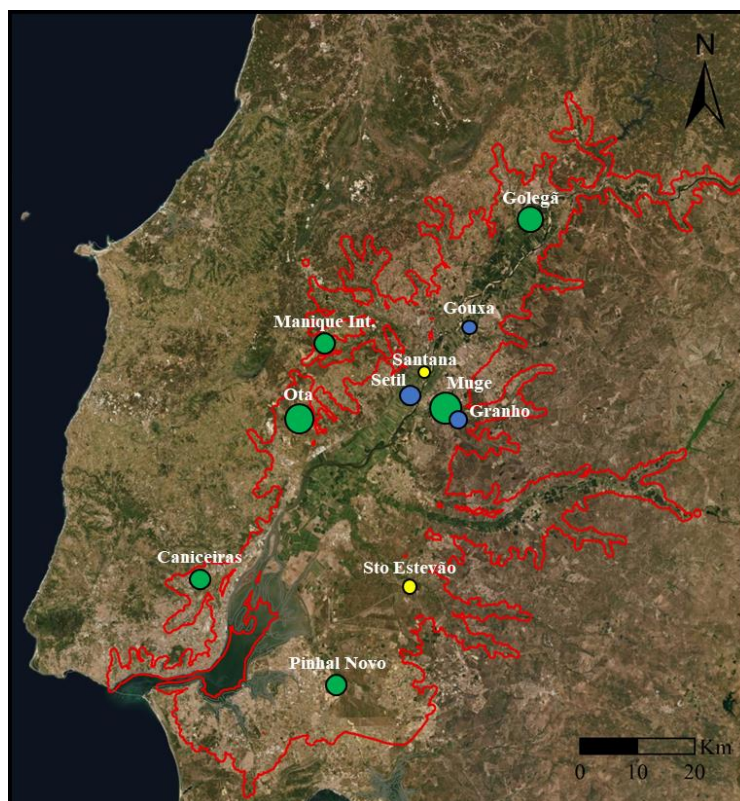 N
Golegã
Gouxa
Manique Int.
Santana
Setil
Muge
Ota
Granho
Caniceiras
Sto Estevão
Pinhal Novo
Km
0 10 20